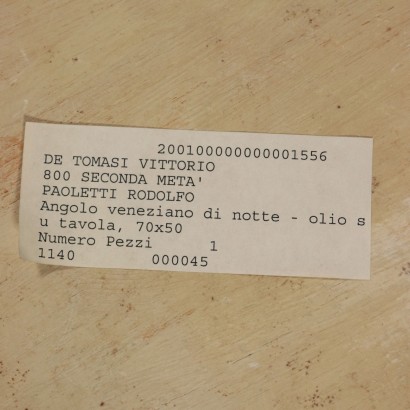 2001000000000001556
DE TOMASI VITTORIO
800 SECONDA META'
PAOLETTI RODOLFO
Angolo veneziano di notte - olio s
u tavola, 70x50
Numero Pezzi 1
1140 000045